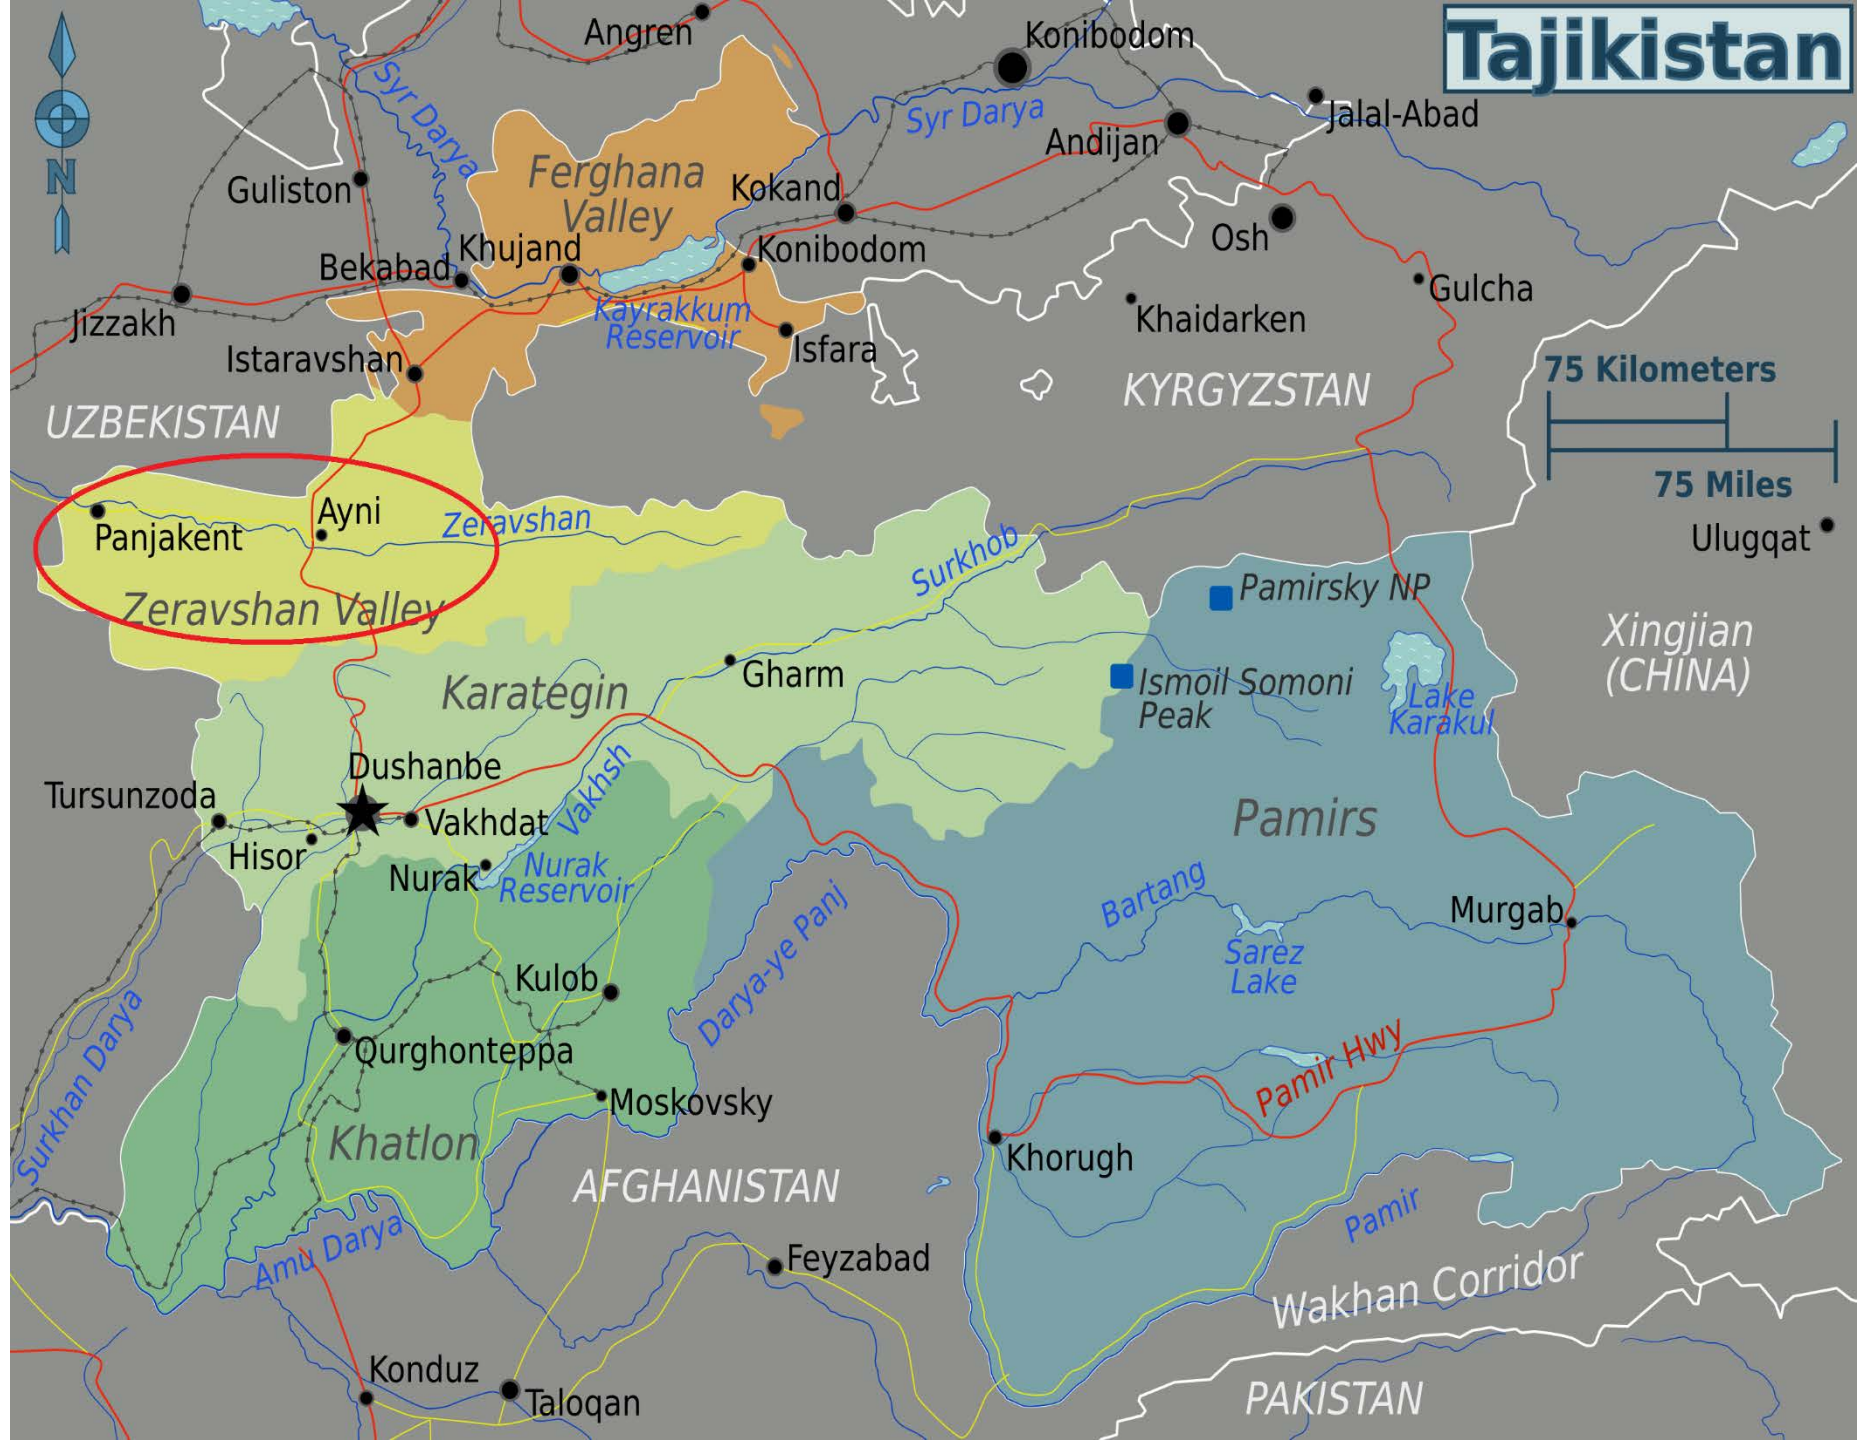 Tajikistan
Angren
Konibodom
Syr Darya
Syr Darya
Jalal-Abad
Andijan
Ferghana
Valley
Guliston
Kokand
Osh
Bekabad
Khujand
Konibodom
Gulcha
Khaidarken
N
Jizzakh
Kayrakkum
Reservoir
Isfara
Istaravshan
UZBEKISTAN
KYRGYZSTAN
75 Kilometers
75 Miles
Uluqqat
Panjakent
Ayni
Zeravshan
Zeravshan Valley
Surkhob
Pamirsky NP
Xingjian
(CHINA)
Karategin
Gharm
Ismoil Somoni
Peak
Lake
Karakul
Dushanbe
Tursunzoda
Vakhdat
Vakhsh
Hisor
Nurak
Nurak
Reservoir
Pamirs
Bartang
Murgab
Sarez
Lake
Darya-ye Panj
Kulob
Surkhan Darya
Qurghonteppa
Moskovsky
Pamir Hwy
Khatlon
Khorugh
AFGHANISTAN
Pamir
Amu Darya
Feyzabad
Wakhan Corridor
Konduz
Taloqan
PAKISTAN